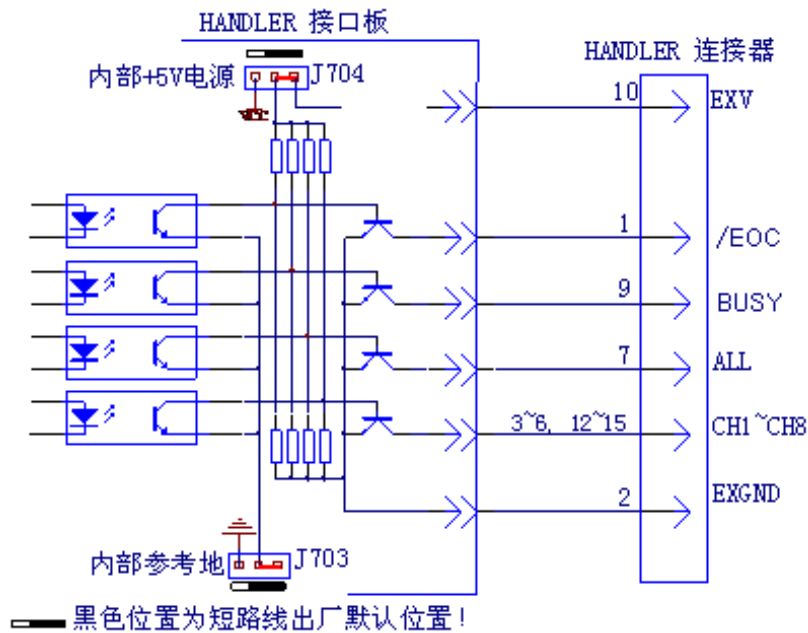 HANDLER 接口板
HANDLER 连接器
内部+5V电源
J704
10
EXV
1
/EOC
9
BUSY
7
ALL
3~6, 12~15
CH1~CH8
2
EXGND
内部参考地
J703
黑色位置为短路线出厂默认位置!